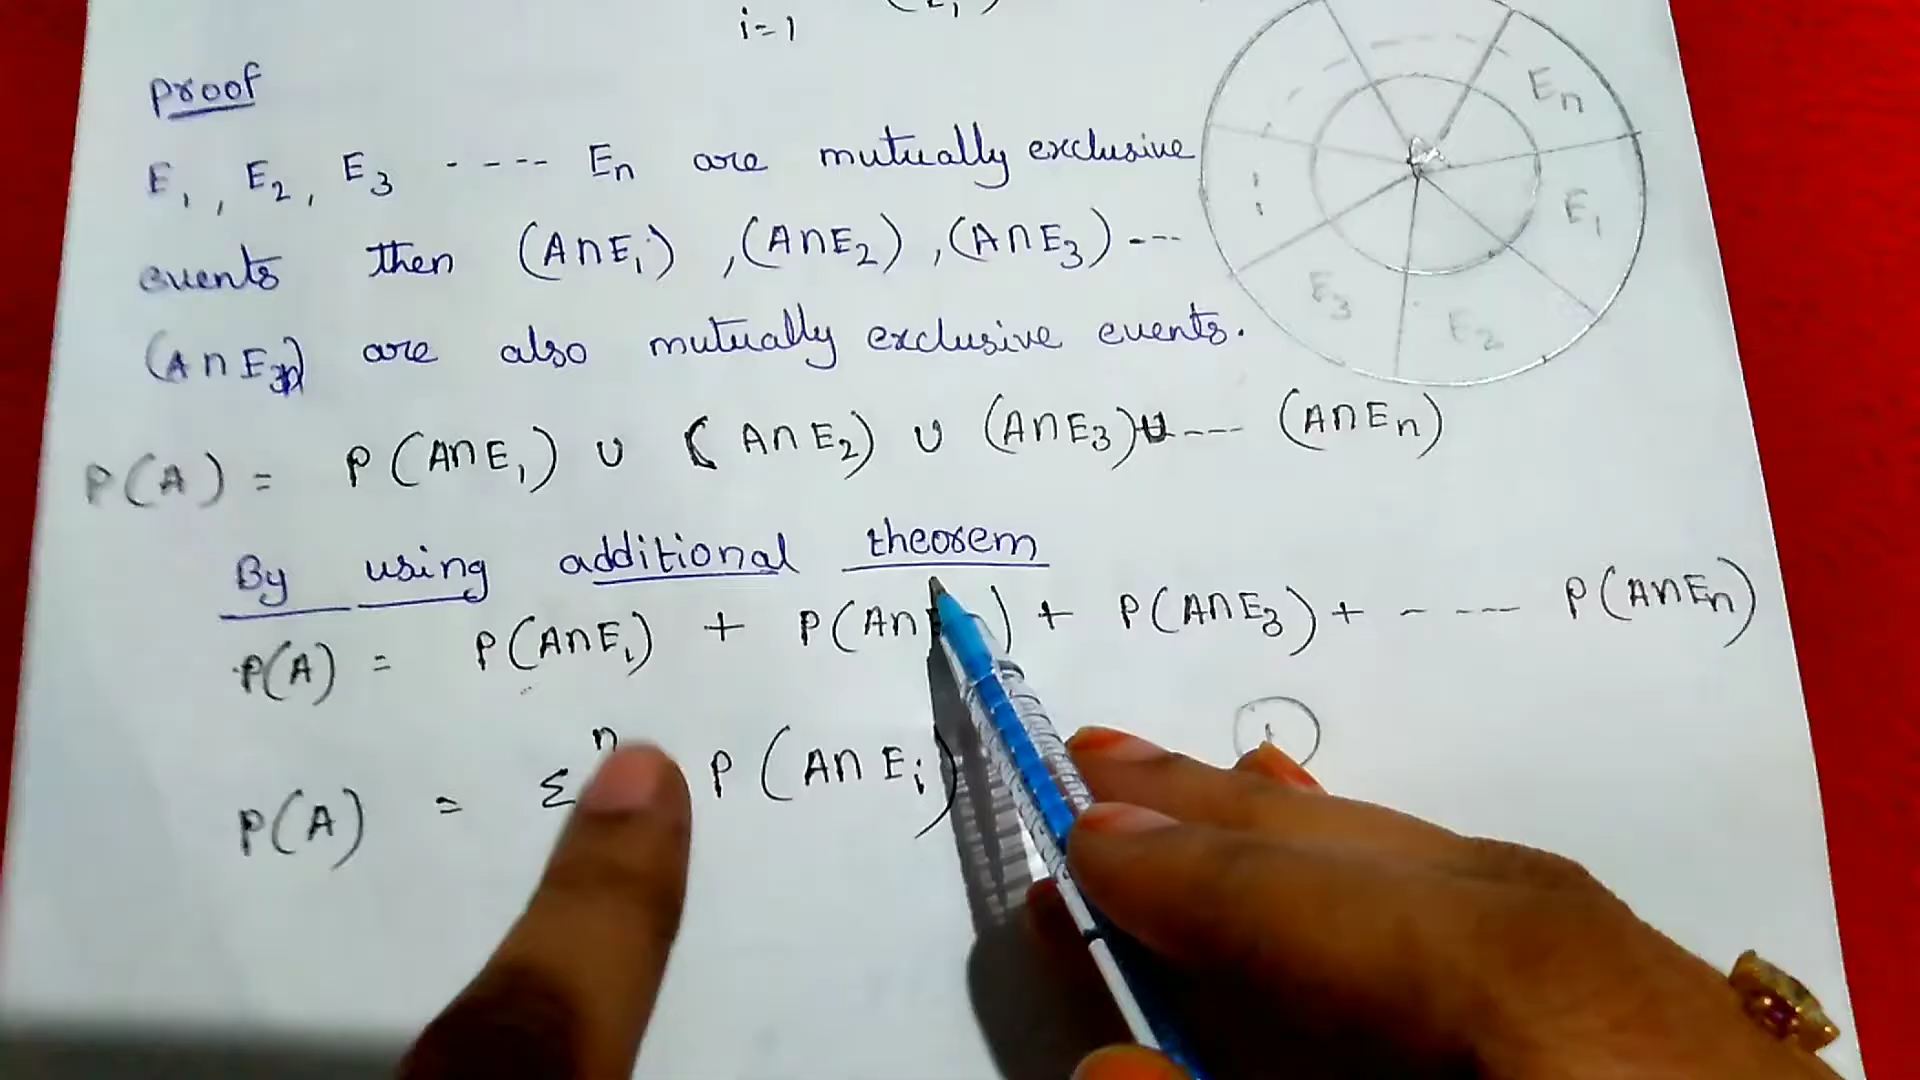 i=1
Proof
E1, E2, E3 ---- En are mutually exclusive
events then (A∩E1), (A∩E2), (A∩E3) ---
(A∩En) are also mutually exclusive events.
P(A) = P(A∩E1) ∪ (A∩E2) ∪ (A∩E3) ∪ --- (A∩En)
By using additional theorem
P(A) = P(A∩E1) + P(A∩ ) + P(A∩E3) + ---- P(A∩En)
P(A) = Σ n P(A∩Ei)
En
E1
E2
E3